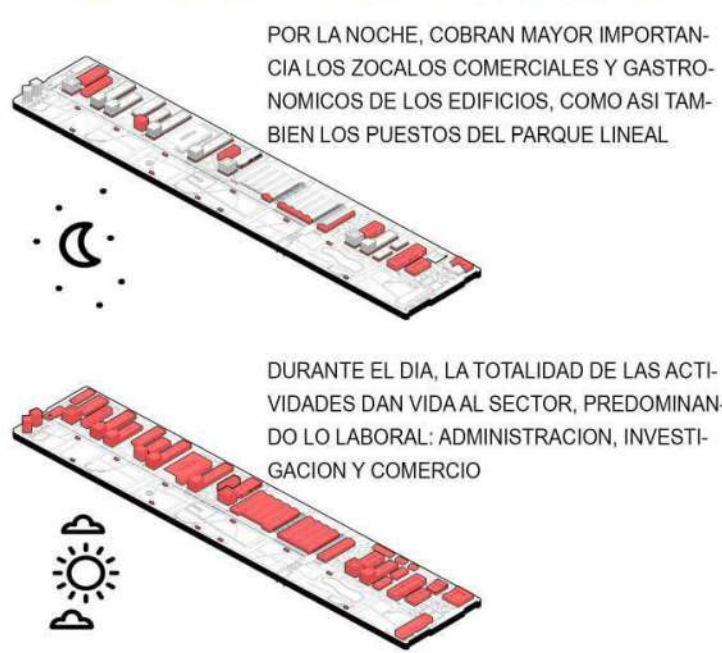 POR LA NOCHE, COBRAN MAYOR IMPORTAN-
CIA LOS ZOCALOS COMERCIALES Y GASTRO-
NOMICOS DE LOS EDIFICIOS, COMO ASI TAM-
BIEN LOS PUESTOS DEL PARQUE LINEAL
DURANTE EL DIA, LA TOTALIDAD DE LAS ACTI-
VIDADES DAN VIDA AL SECTOR, PREDOMINAN-
DO LO LABORAL: ADMINISTRACION, INVESTI-
GACION Y COMERCIO